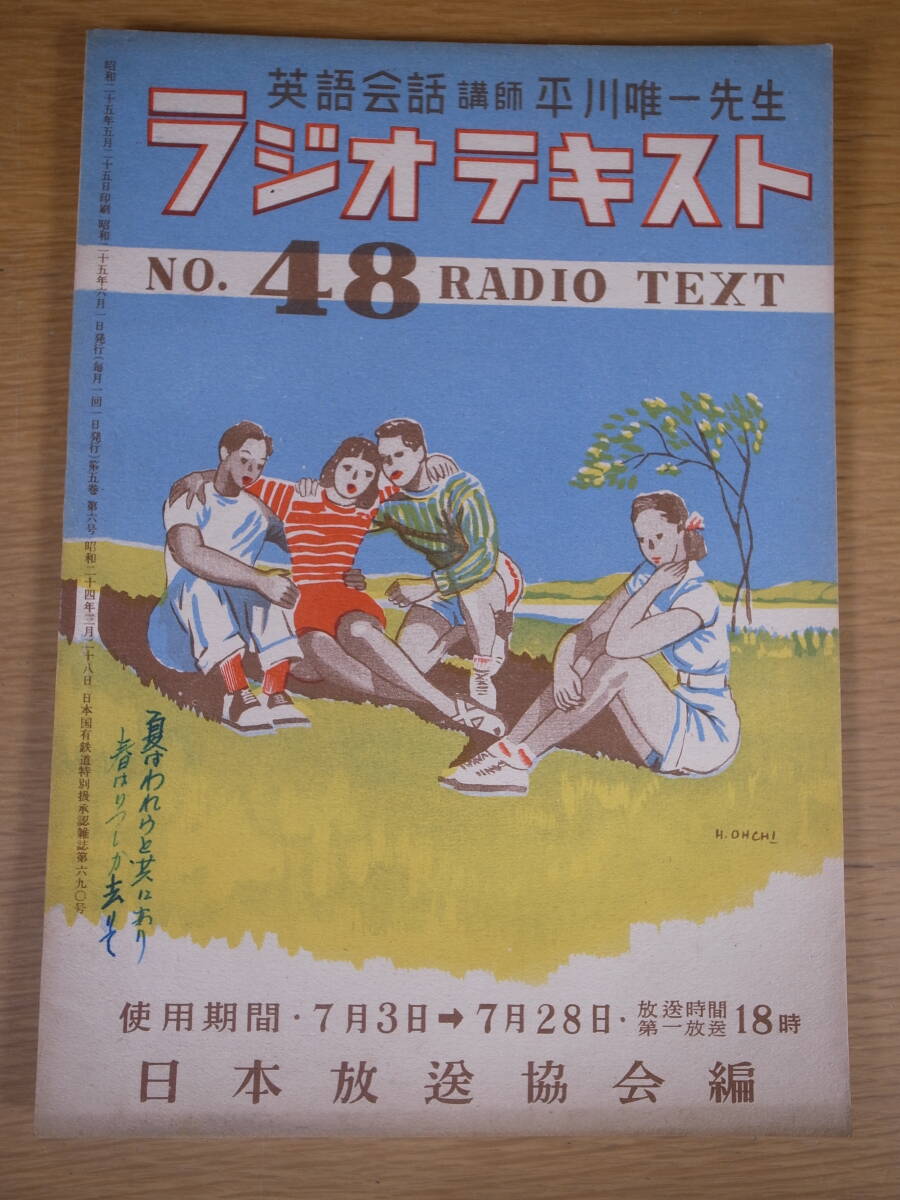 英語会話 講師 平川唯一先生
ラジオテキスト
NO. 48 RADIO TEXT
昭和二十五年五月二十五日印刷 昭和二十五年六月一日発行(毎月一回一日発行)第五巻 第六号 昭和二十四年三月二十八日 日本国有鉄道特別扱承認雑誌第六九〇号
夏はわれらと共にあり
春はいつしか去りて
H. OHCHI
使用期間・7月3日→7月28日・放送時間 第一放送 18時
日本放送協会編